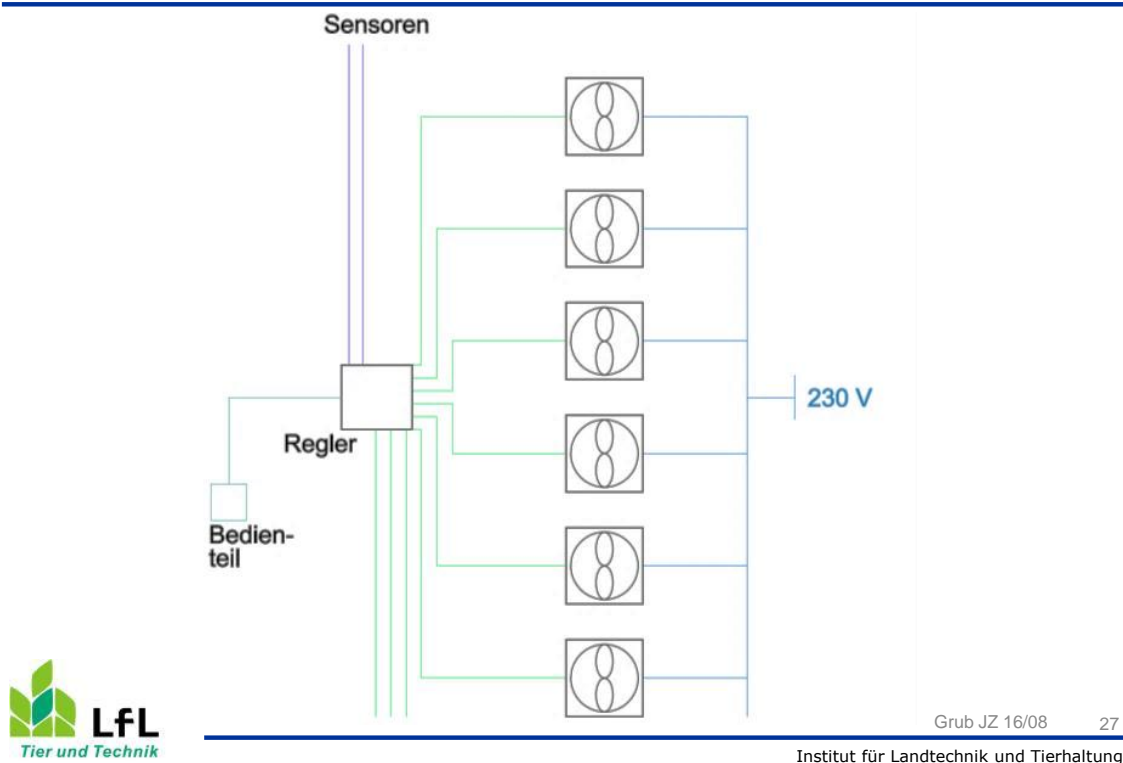 Sensoren
230 V
Regler
Bedien-
teil
LfL
Tier und Technik
Grub JZ 16/08 27
Institut für Landtechnik und Tierhaltung